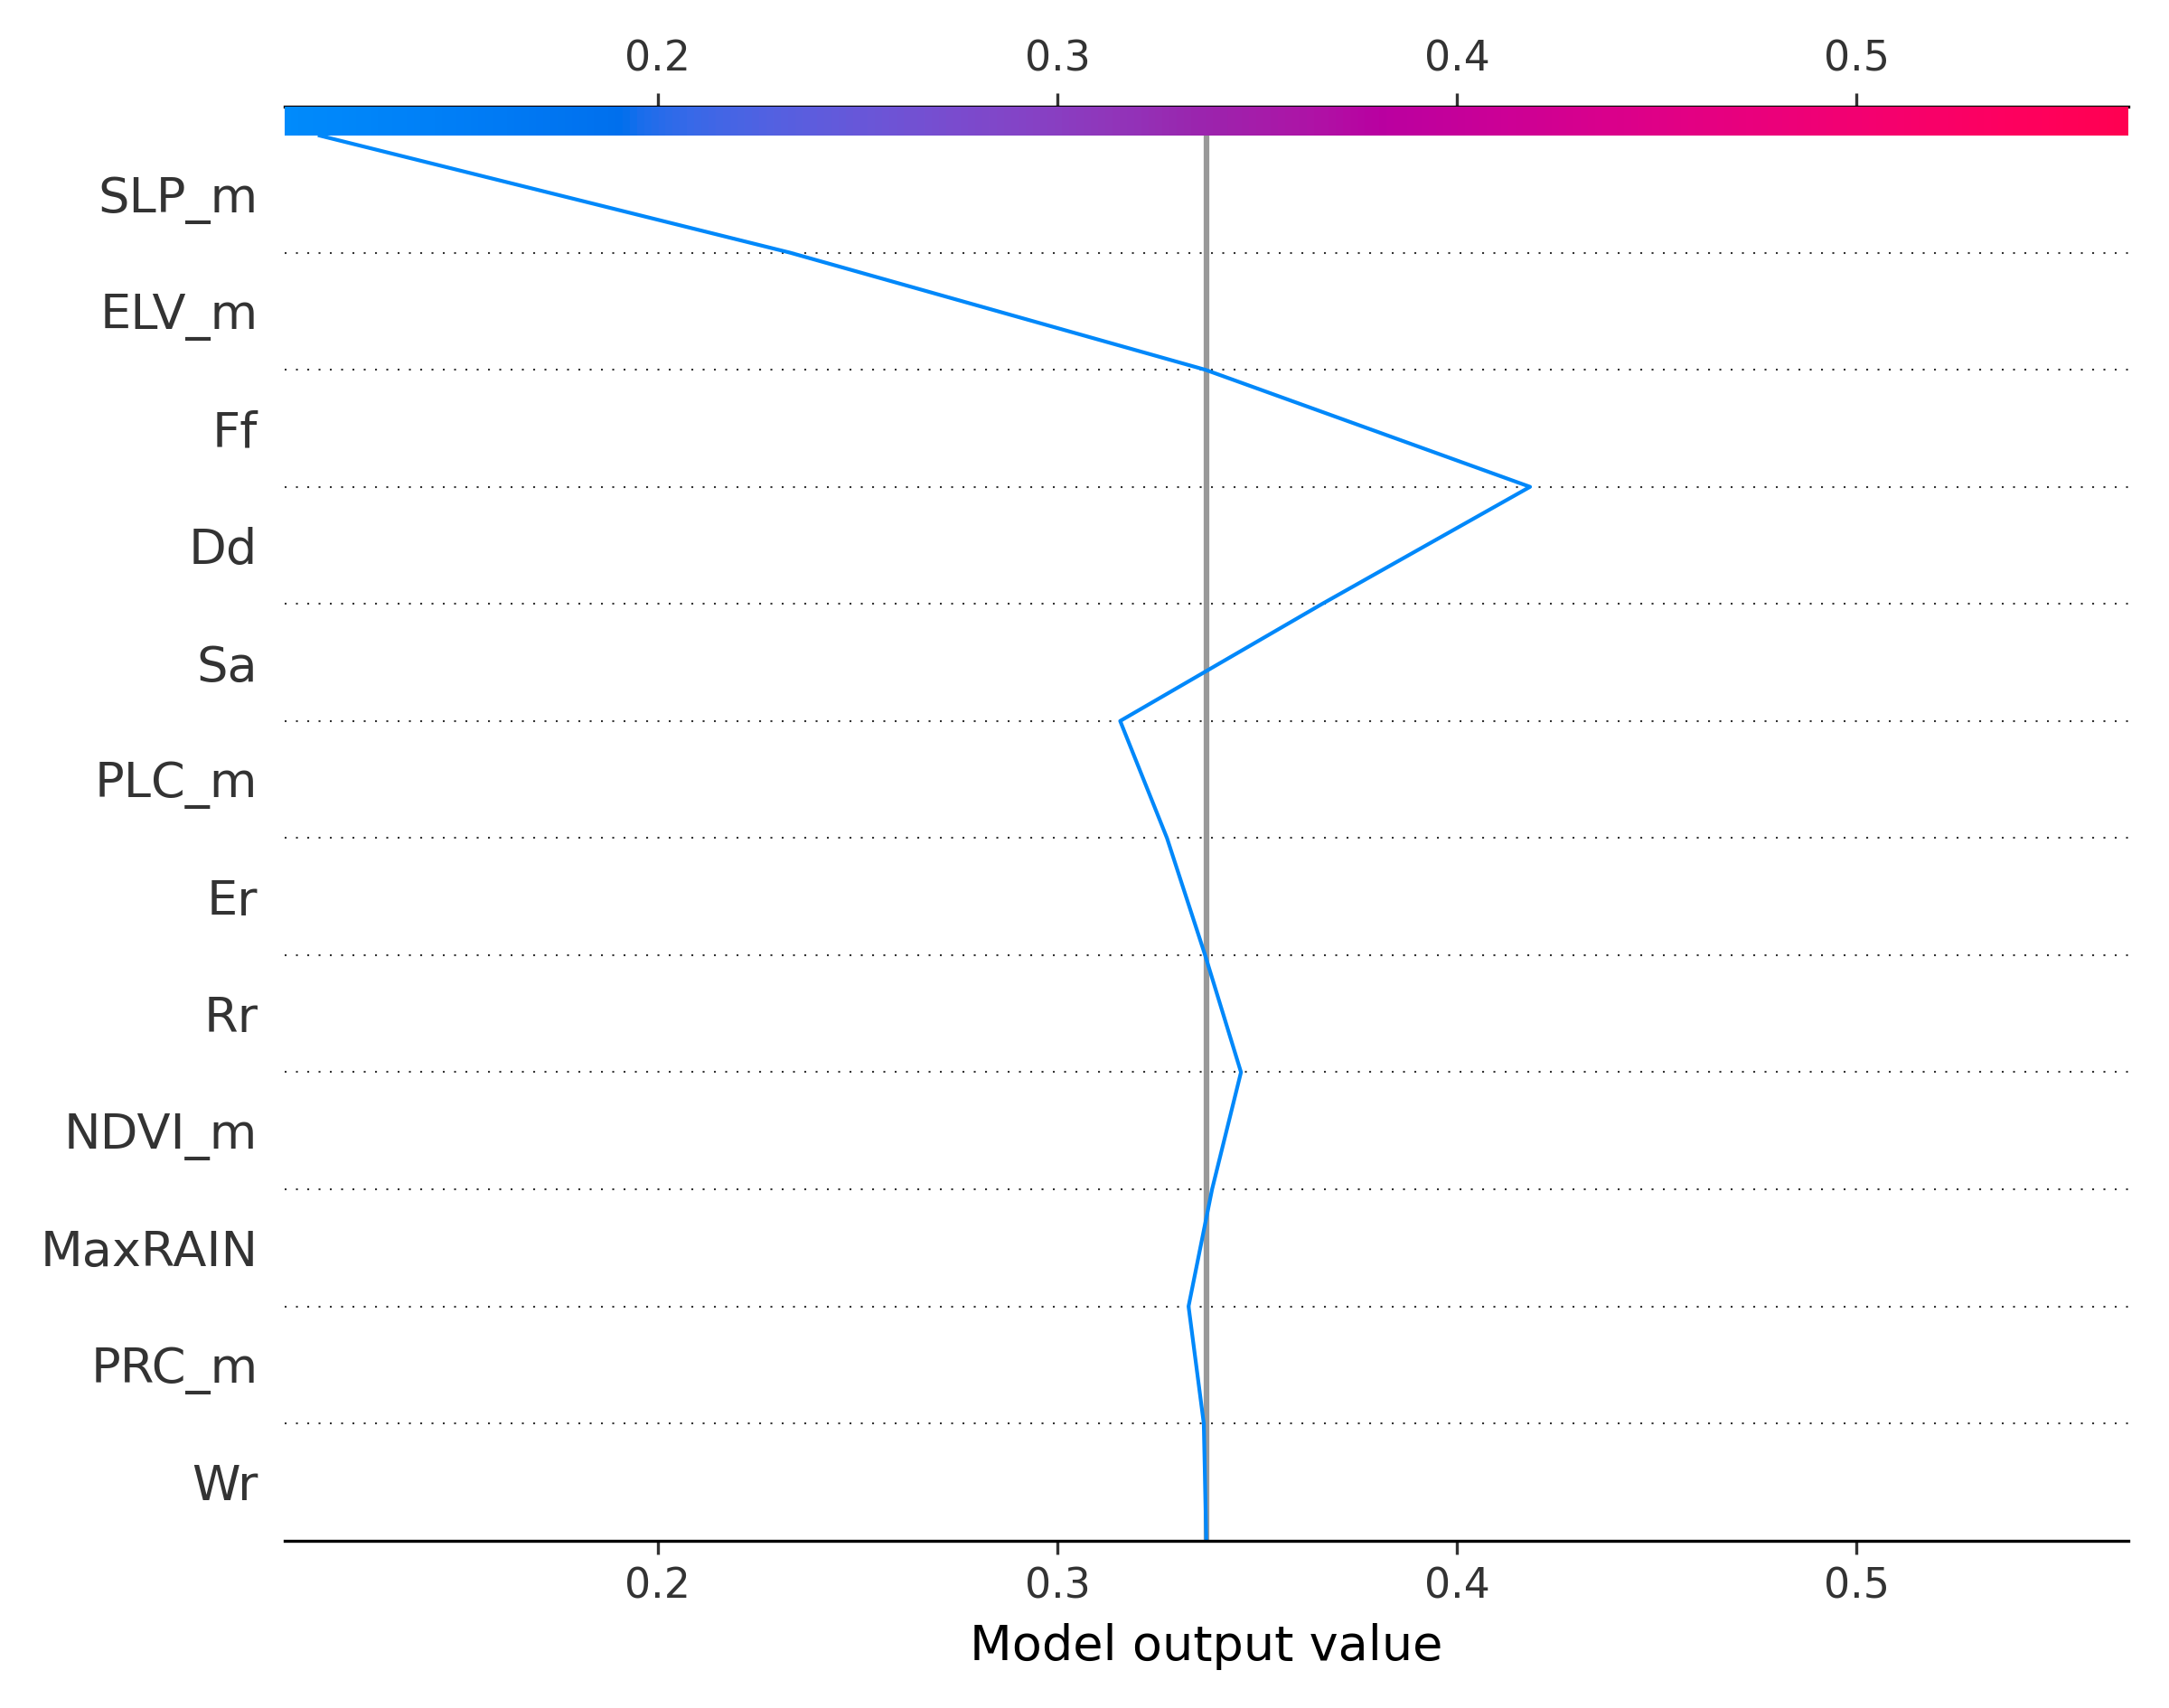 0.2 0.3 0.4 0.5
SLP_m
ELV_m
Ff
Dd
Sa
PLC_m
Er
Rr
NDVI_m
MaxRAIN
PRC_m
Wr
0.2 0.3 0.4 0.5
Model output value